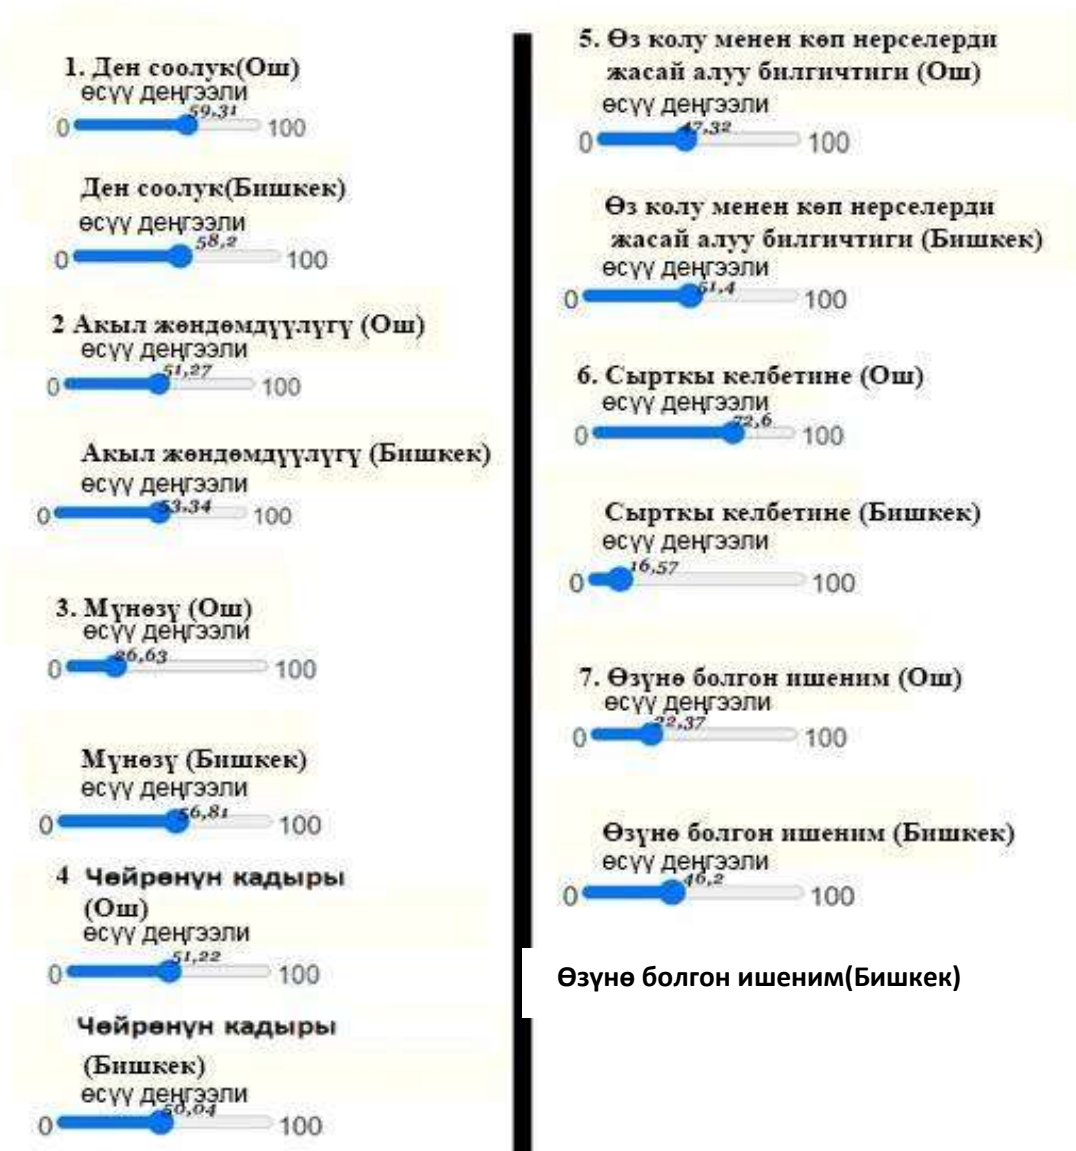 1. Ден соолук(Ош)
өсүү деңгээли
59,31
0 100
Ден соолук(Бишкек)
өсүү деңгээли
58,2
0 100
2 Акыл жөндөмдүүлүгү (Ош)
өсүү деңгээли
51,27
0 100
Акыл жөндөмдүүлүгү (Бишкек)
өсүү деңгээли
53,34
0 100
3. Мүнөзү (Ош)
өсүү деңгээли
26,63
0 100
Мүнөзү (Бишкек)
өсүү деңгээли
56,81
0 100
4 Чөйрөнүн кадыры
(Ош)
өсүү деңгээли
51,22
0 100
Чөйрөнүн кадыры
(Бишкек)
өсүү деңгээли
50,04
0 100
5. Өз колу менен көп нерселерди
жасай алуу билгичтиги (Ош)
өсүү деңгээли
47,32
0 100
Өз колу менен көп нерселерди
жасай алуу билгичтиги (Бишкек)
өсүү деңгээли
51,4
0 100
6. Сырткы келбетине (Ош)
өсүү деңгээли
72,6
0 100
Сырткы келбетине (Бишкек)
өсүү деңгээли
16,57
0 100
7. Өзүнө болгон ишеним (Ош)
өсүү деңгээли
22,37
0 100
Өзүнө болгон ишеним (Бишкек)
өсүү деңгээли
46,2
0 100
Өзүнө болгон ишеним(Бишкек)